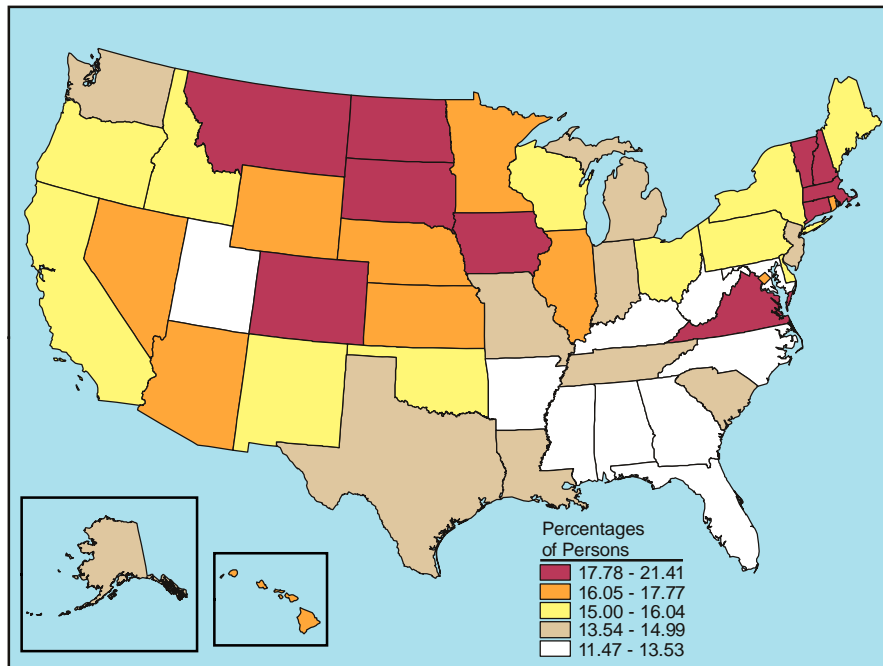 Percentages
of Persons
17.78 - 21.41
16.05 - 17.77
15.00 - 16.04
13.54 - 14.99
11.47 - 13.53